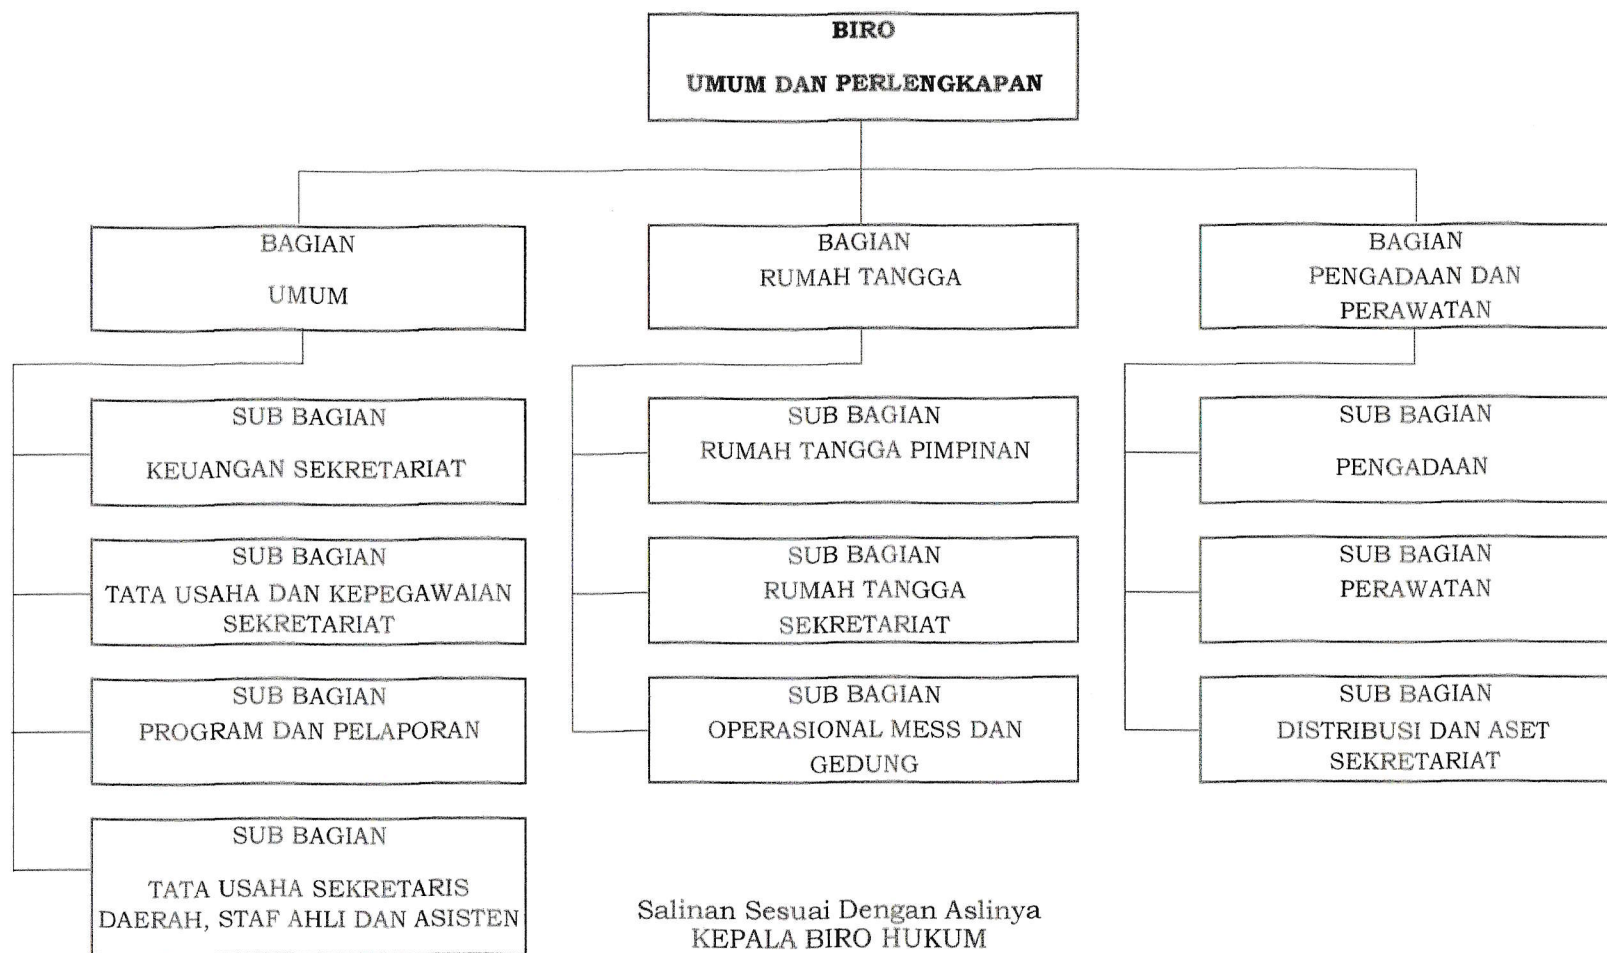 BIRO
UMUM DAN PERLENGKAPAN
BAGIAN
UMUM
BAGIAN
RUMAH TANGGA
BAGIAN
PENGADAAN DAN
PERAWATAN
SUB BAGIAN
KEUANGAN SEKRETARIAT
SUB BAGIAN
TATA USAHA DAN KEPEGAWAIAN
SEKRETARIAT
SUB BAGIAN
PROGRAM DAN PELAPORAN
SUB BAGIAN
TATA USAHA SEKRETARIS
DAERAH, STAF AHLI DAN ASISTEN
SUB BAGIAN
RUMAH TANGGA PIMPINAN
SUB BAGIAN
RUMAH TANGGA
SEKRETARIAT
SUB BAGIAN
OPERASIONAL MESS DAN
GEDUNG
SUB BAGIAN
PENGADAAN
SUB BAGIAN
PERAWATAN
SUB BAGIAN
DISTRIBUSI DAN ASET
SEKRETARIAT
Salinan Sesuai Dengan Aslinya
KEPALA BIRO HUKUM